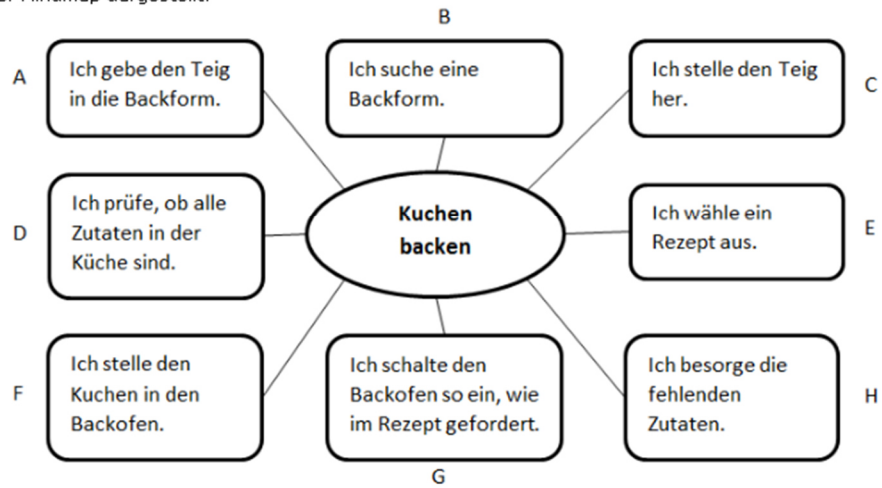 B
A
Ich gebe den Teig
in die Backform.
Ich suche eine
Backform.
Ich stelle den Teig
her.
C
D
Ich prüfe, ob alle
Zutaten in der
Küche sind.
Kuchen
backen
Ich wähle ein
Rezept aus.
E
F
Ich stelle den
Kuchen in den
Backofen.
Ich schalte den
Backofen so ein, wie
im Rezept gefordert.
Ich besorge die
fehlenden
Zutaten.
H
G